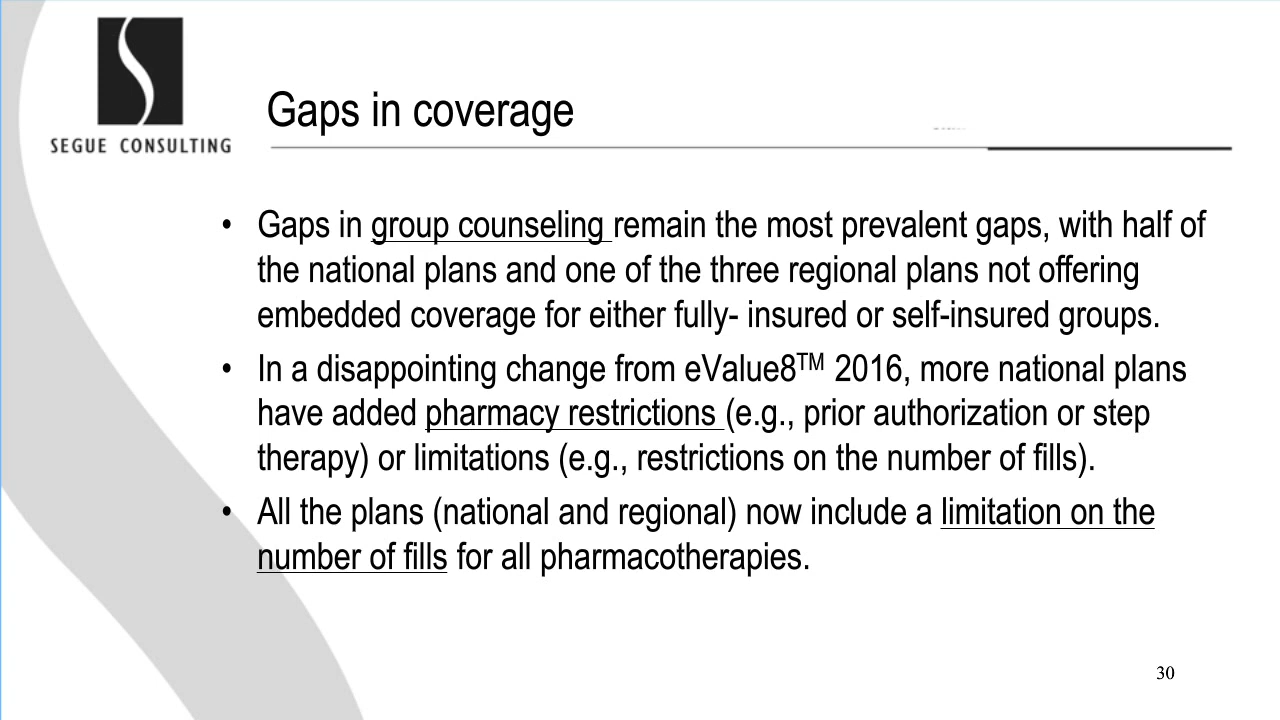 SEGUE CONSULTING
Gaps in coverage
• Gaps in group counseling remain the most prevalent gaps, with half of
the national plans and one of the three regional plans not offering
embedded coverage for either fully- insured or self-insured groups.
• In a disappointing change from eValue8TM 2016, more national plans
have added pharmacy restrictions (e.g., prior authorization or step
therapy) or limitations (e.g., restrictions on the number of fills).
• All the plans (national and regional) now include a limitation on the
number of fills for all pharmacotherapies.
30